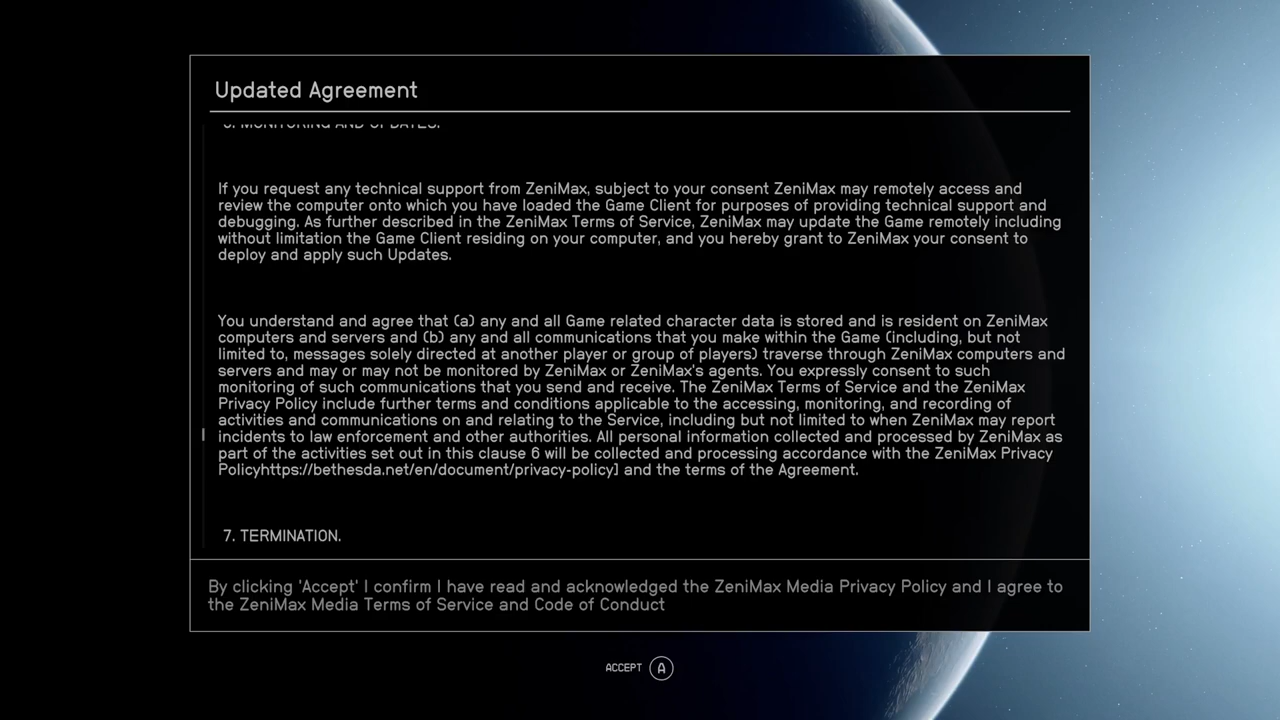 Updated Agreement
6. MONITORING AND UPDATES.
If you request any technical support from ZeniMax, subject to your consent ZeniMax may remotely access and
review the computer onto which you have loaded the Game Client for purposes of providing technical support and
debugging. As further described in the ZeniMax Terms of Service, ZeniMax may update the Game remotely including
without limitation the Game Client residing on your computer, and you hereby grant to ZeniMax your consent to
deploy and apply such Updates.
You understand and agree that (a) any and all Game related character data is stored and is resident on ZeniMax
computers and servers and (b) any and all communications that you make within the Game (including, but not
limited to, messages solely directed at another player or group of players) traverse through ZeniMax computers and
servers and may or may not be monitored by ZeniMax or ZeniMax's agents. You expressly consent to such
monitoring of such communications that you send and receive. The ZeniMax Terms of Service and the ZeniMax
Privacy Policy include further terms and conditions applicable to the accessing, monitoring, and recording of
activities and communications on and relating to the Service, including but not limited to when ZeniMax may report
incidents to law enforcement and other authorities. All personal information collected and processed by ZeniMax as
part of the activities set out in this clause 6 will be collected and processing accordance with the ZeniMax Privacy
Policyhttps://bethesda.net/en/document/privacy-policy] and the terms of the Agreement.
7. TERMINATION.
By clicking 'Accept' I confirm I have read and acknowledged the ZeniMax Media Privacy Policy and I agree to
the ZeniMax Media Terms of Service and Code of Conduct
ACCEPT A